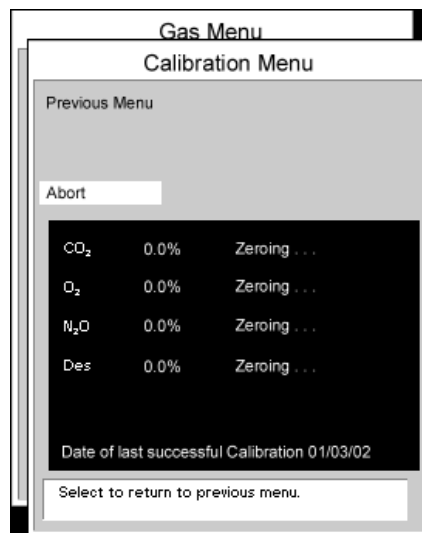 Gas Menu
Calibration Menu
Previous Menu
Abort
CO₂ 0.0% Zeroing . . .
O₂ 0.0% Zeroing . . .
N₂O 0.0% Zeroing . . .
Des 0.0% Zeroing . . .
Date of last successful Calibration 01/03/02
Select to return to previous menu.